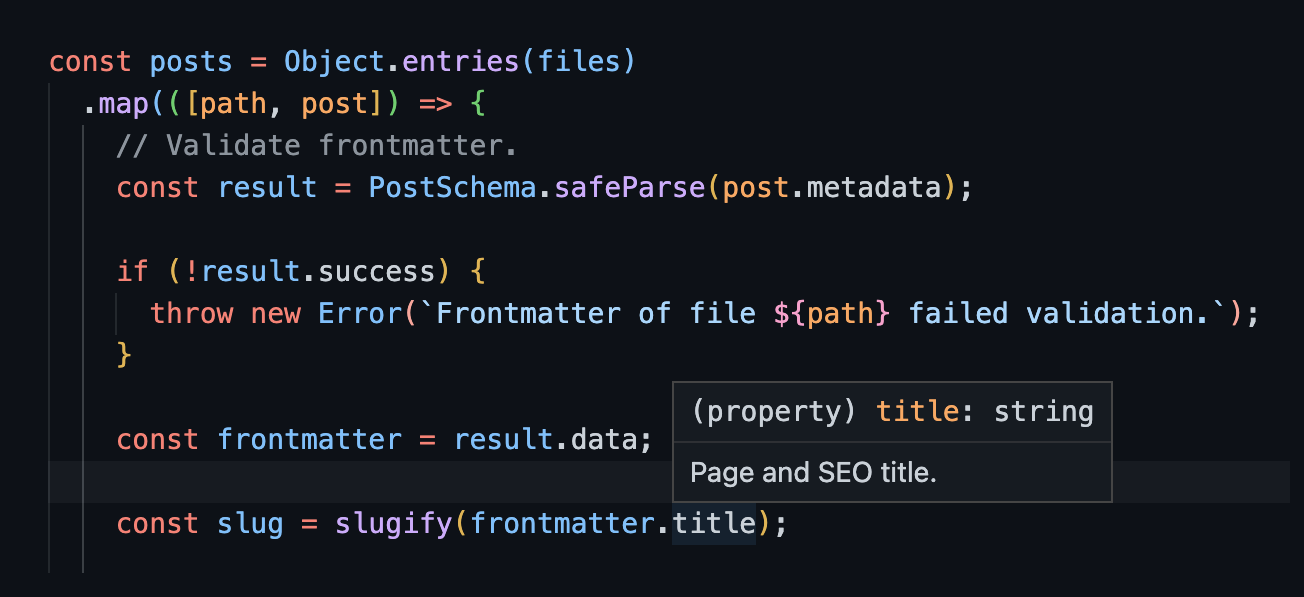 const posts = Object.entries(files)
.map(([path, post]) => {
// Validate frontmatter.
const result = PostSchema.safeParse(post.metadata);
if (!result.success) {
throw new Error(`Frontmatter of file ${path} failed validation.`);
}
(property) title: string
const frontmatter = result.data;
Page and SEO title.
const slug = slugify(frontmatter.title);